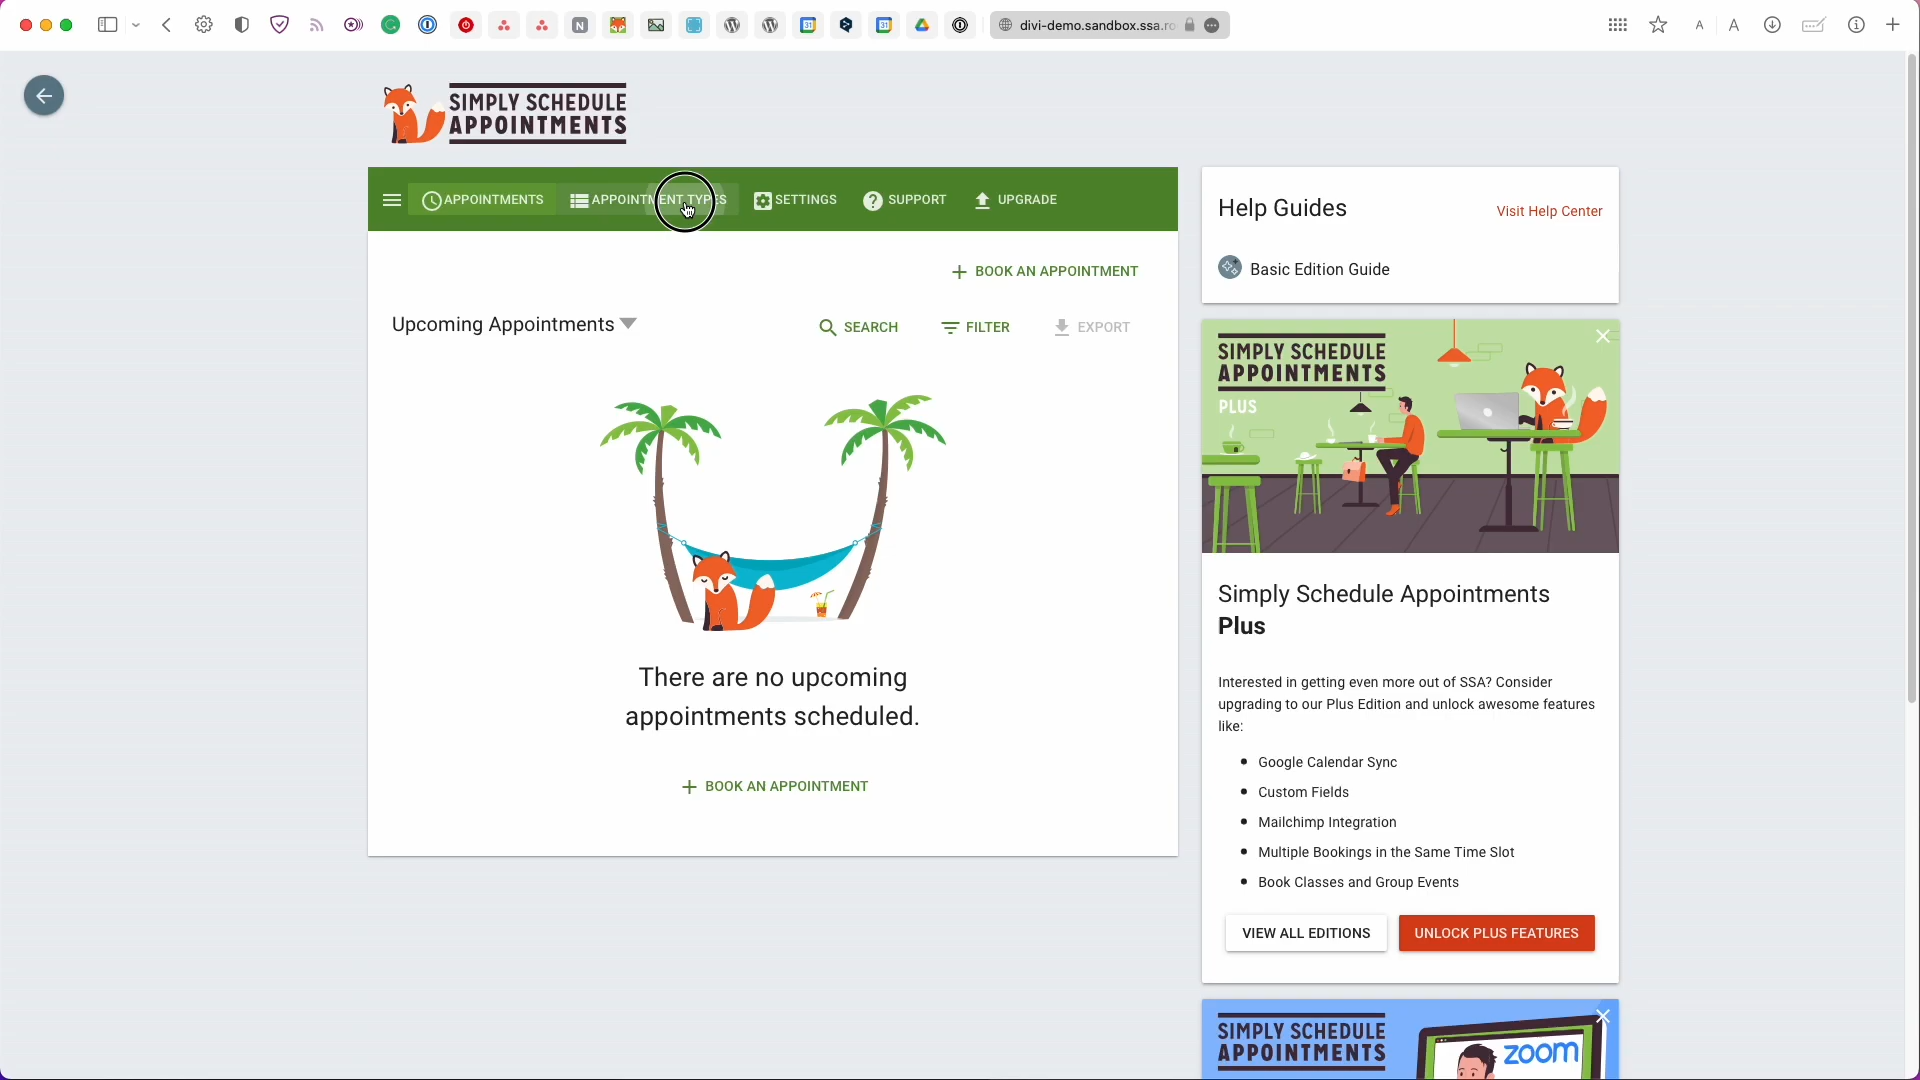 divi-demo.sandbox.ssa.ro
A A
SIMPLY SCHEDULE
APPOINTMENTS
APPOINTMENTS APPOINTMENT TYPES SETTINGS SUPPORT UPGRADE
BOOK AN APPOINTMENT
Upcoming Appointments SEARCH FILTER EXPORT
There are no upcoming
appointments scheduled.
BOOK AN APPOINTMENT
Help Guides Visit Help Center
Basic Edition Guide
SIMPLY SCHEDULE
APPOINTMENTS
PLUS
Simply Schedule Appointments
Plus
Interested in getting even more out of SSA? Consider
upgrading to our Plus Edition and unlock awesome features
like:
Google Calendar Sync
Custom Fields
Mailchimp Integration
Multiple Bookings in the Same Time Slot
Book Classes and Group Events
VIEW ALL EDITIONS UNLOCK PLUS FEATURES
SIMPLY SCHEDULE
APPOINTMENTS
zoom